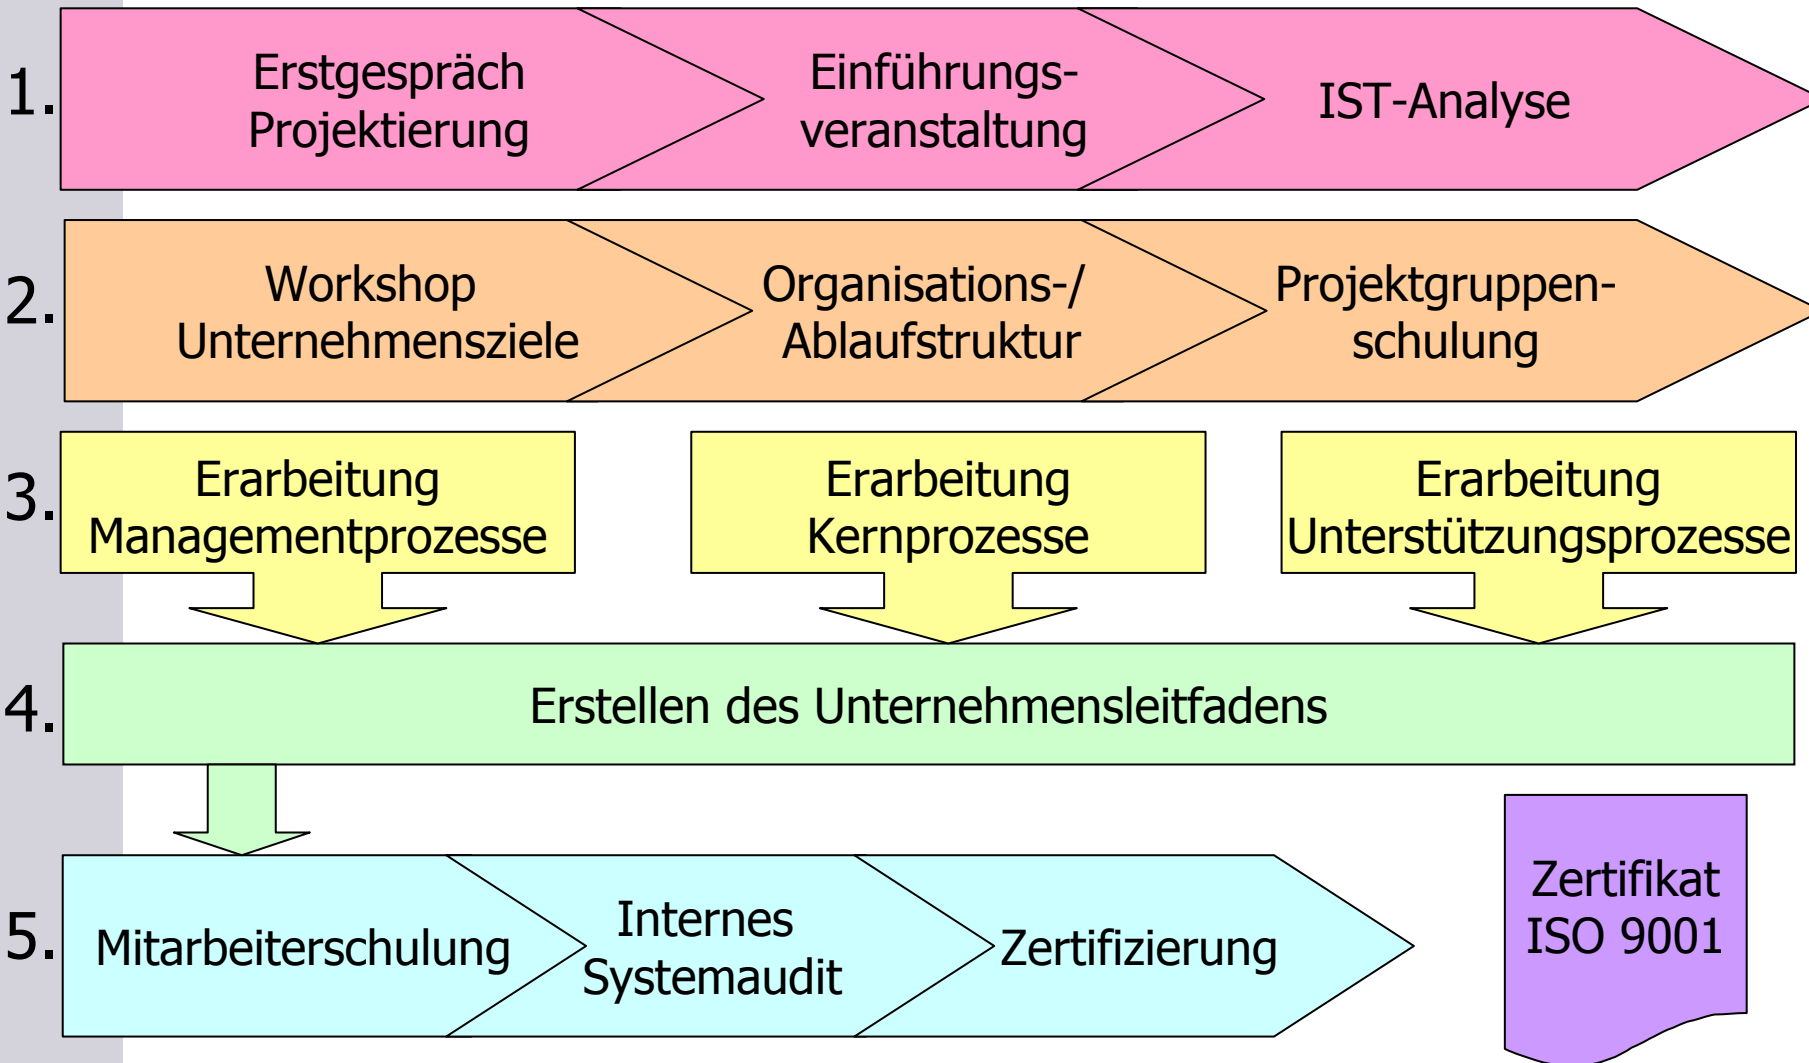 1.
Erstgespräch
Projektierung
Einführungs-
veranstaltung
IST-Analyse
2.
Workshop
Unternehmensziele
Organisations-/
Ablaufstruktur
Projektgruppen-
schulung
3.
Erarbeitung
Managementprozesse
Erarbeitung
Kernprozesse
Erarbeitung
Unterstützungsprozesse
4.
Erstellen des Unternehmensleitfadens
5.
Mitarbeiterschulung
Internes
Systemaudit
Zertifizierung
Zertifikat
ISO 9001